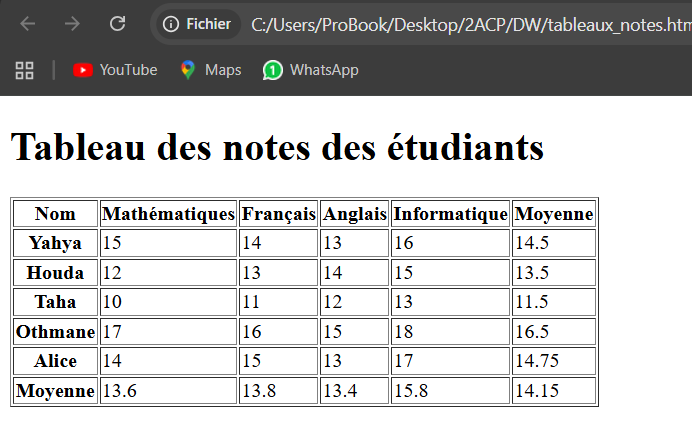 Fichier C:/Users/ProBook/Desktop/2ACP/DW/tableaux_notes.htm
YouTube Maps WhatsApp
Tableau des notes des étudiants
Nom Mathématiques Français Anglais Informatique Moyenne
Yahya 15 14 13 16 14.5
Houda 12 13 14 15 13.5
Taha 10 11 12 13 11.5
Othmane 17 16 15 18 16.5
Alice 14 15 13 17 14.75
Moyenne 13.6 13.8 13.4 15.8 14.15